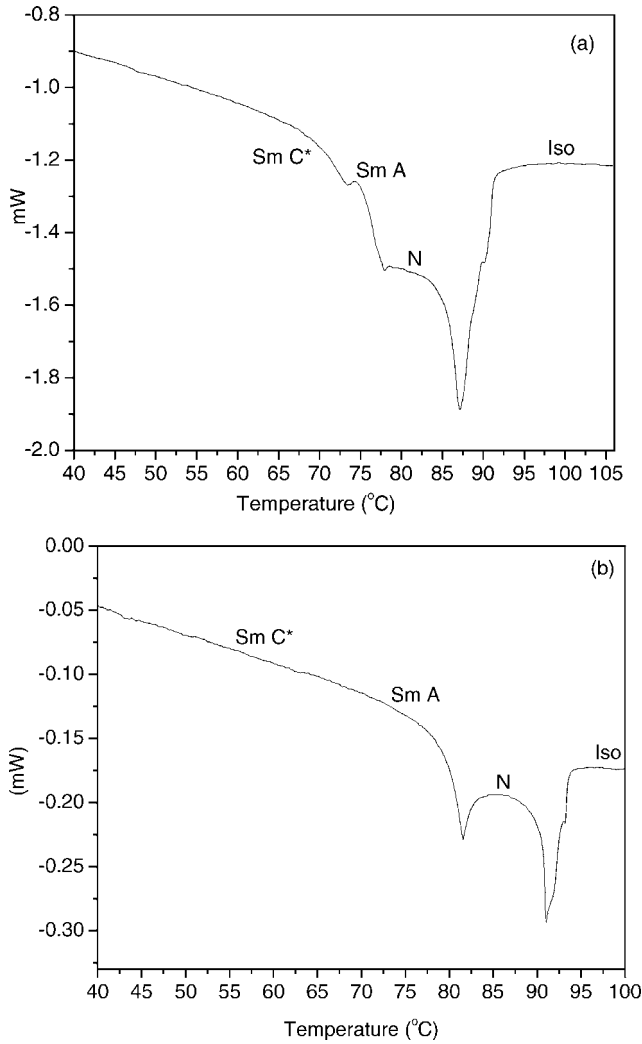 (a)
-0.8
-1.0
-1.2
-1.4
-1.6
-1.8
-2.0
mW
Sm C*
Sm A
N
Iso
40 45 50 55 60 65 70 75 80 85 90 95 100 105
Temperature (°C)
(b)
0.00
-0.05
-0.10
-0.15
-0.20
-0.25
-0.30
(mW)
Sm C*
Sm A
N
Iso
40 45 50 55 60 65 70 75 80 85 90 95 100
Temperature (°C)